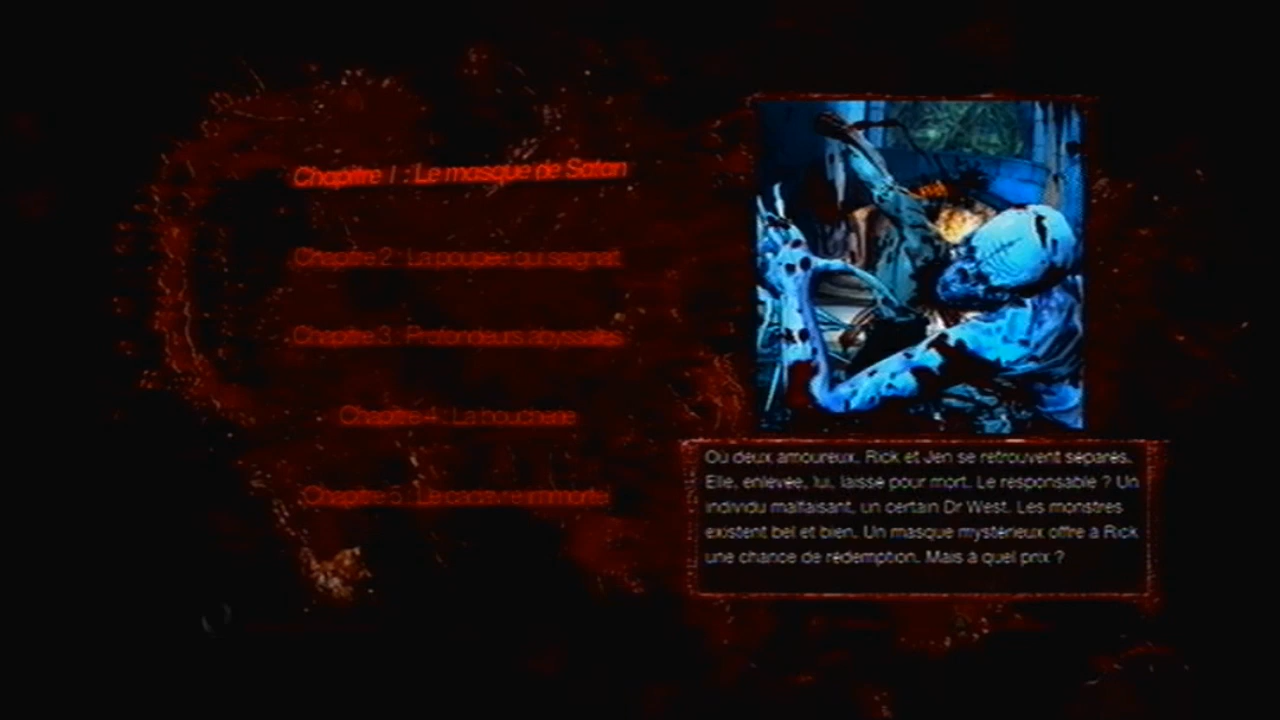 Chapitre 1 : Le masque de Satan
Chapitre 2 : La poupée qui saignait
Chapitre 3 : Profondeurs abyssales
Chapitre 4 : La boucherie
Chapitre 5 : Le cadavre immortel
Où deux amoureux, Rick et Jen se retrouvent séparés.
Elle, enlevée, lui, laissé pour mort. Le responsable ? Un
individu malfaisant, un certain Dr West. Les monstres
existent bel et bien. Un masque mystérieux offre à Rick
une chance de rédemption. Mais à quel prix ?